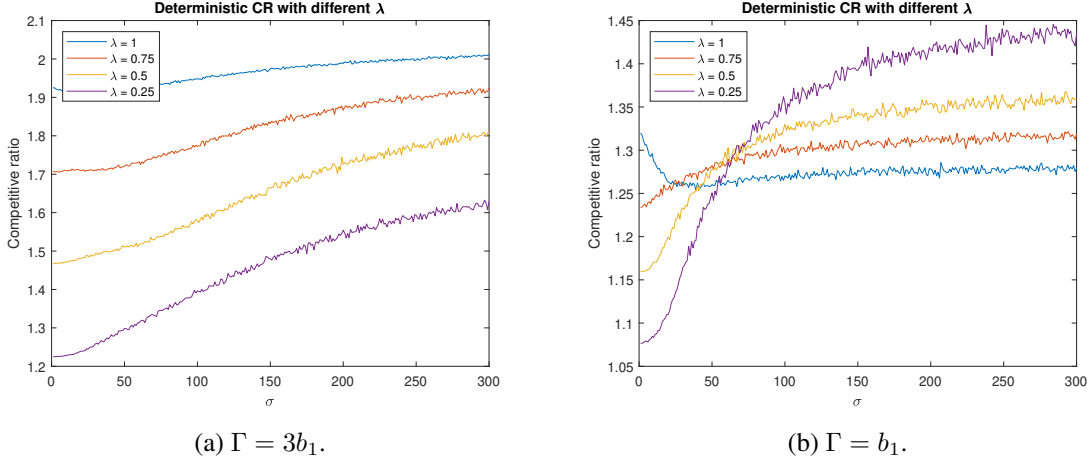 Deterministic CR with different λ
2.1
2
1.9
1.8
1.7
1.6
1.5
1.4
1.3
1.2
Competitive ratio
λ = 1
λ = 0.75
λ = 0.5
λ = 0.25
0 50 100 150 200 250 300
σ
(a) Γ = 3b₁.
Deterministic CR with different λ
1.45
1.4
1.35
1.3
1.25
1.2
1.15
1.1
1.05
Competitive ratio
λ = 1
λ = 0.75
λ = 0.5
λ = 0.25
0 50 100 150 200 250 300
σ
(b) Γ = b₁.